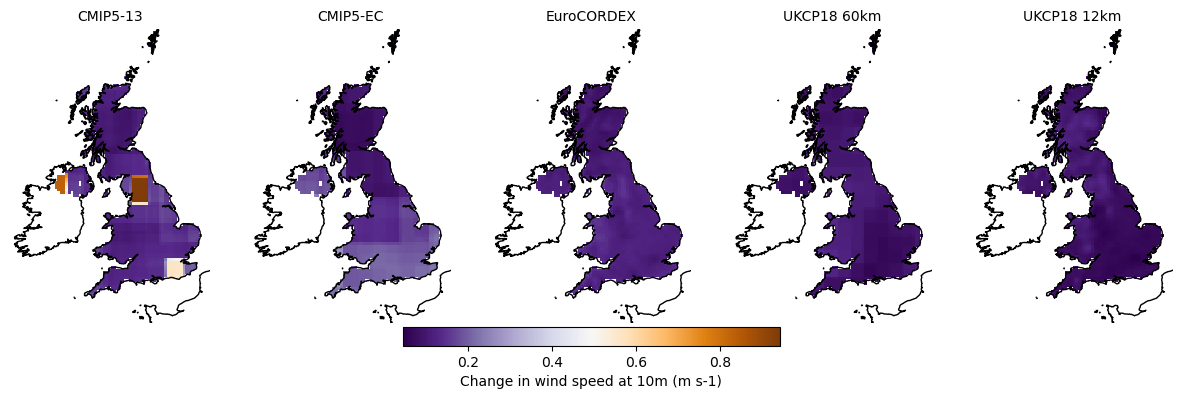 CMIP5-13
CMIP5-EC
EuroCORDEX
UKCP18 60km
UKCP18 12km
0.2
0.4
0.6
0.8
Change in wind speed at 10m (m s-1)